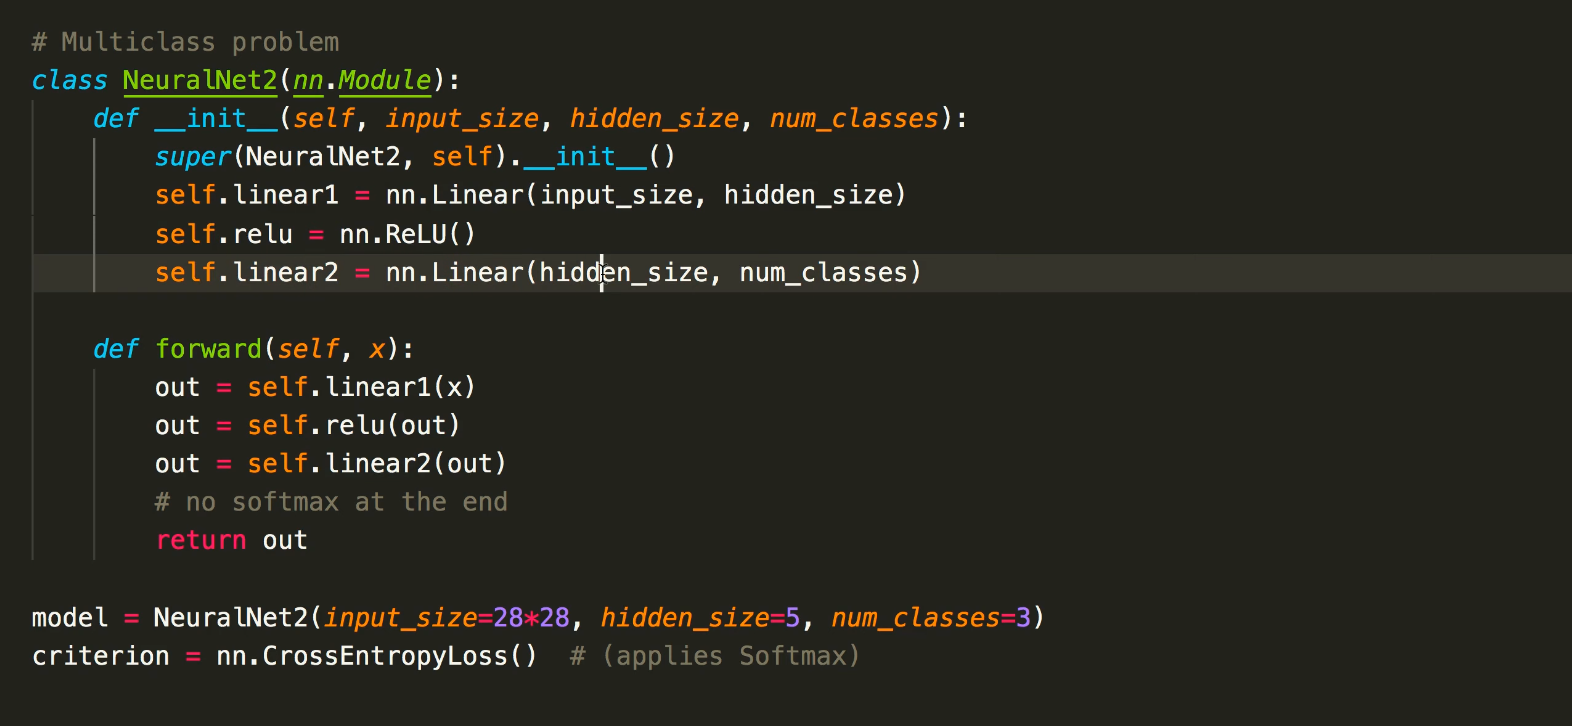 # Multiclass problem
class NeuralNet2(nn.Module):
    def __init__(self, input_size, hidden_size, num_classes):
        super(NeuralNet2, self).__init__()
        self.linear1 = nn.Linear(input_size, hidden_size)
        self.relu = nn.ReLU()
        self.linear2 = nn.Linear(hidden_size, num_classes)

    def forward(self, x):
        out = self.linear1(x)
        out = self.relu(out)
        out = self.linear2(out)
        # no softmax at the end
        return out

model = NeuralNet2(input_size=28*28, hidden_size=5, num_classes=3)
criterion = nn.CrossEntropyLoss()  # (applies Softmax)